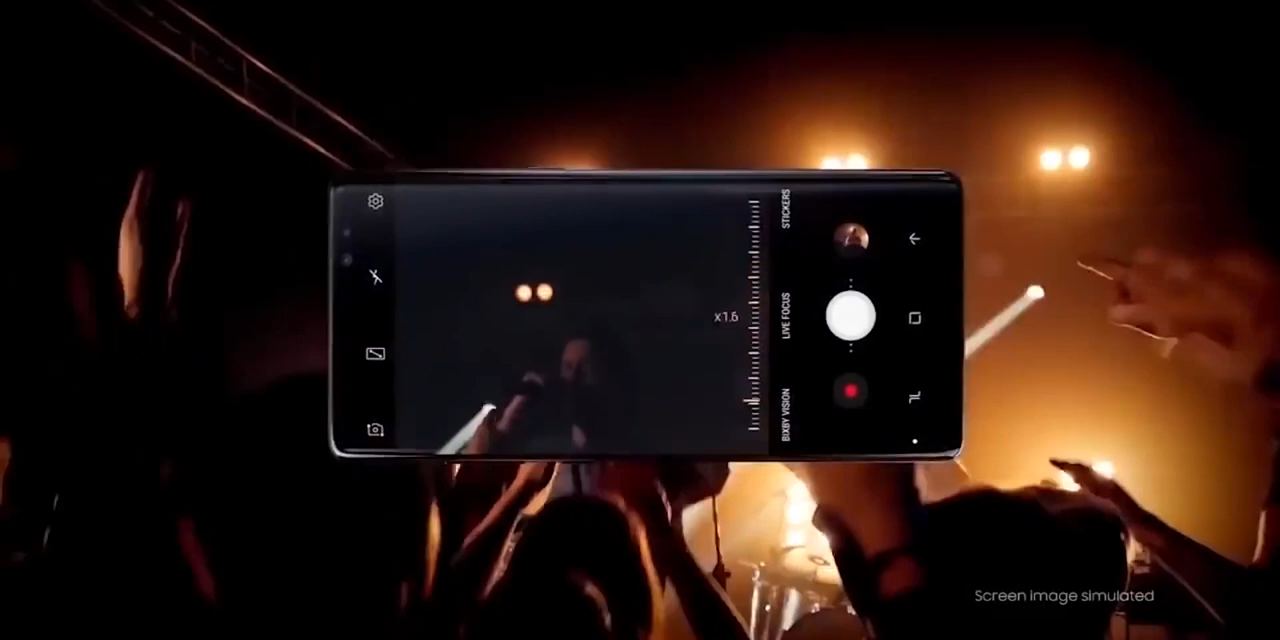 x1.6
STICKERS
LIVE FOCUS
BIXBY VISION
Screen image simulated